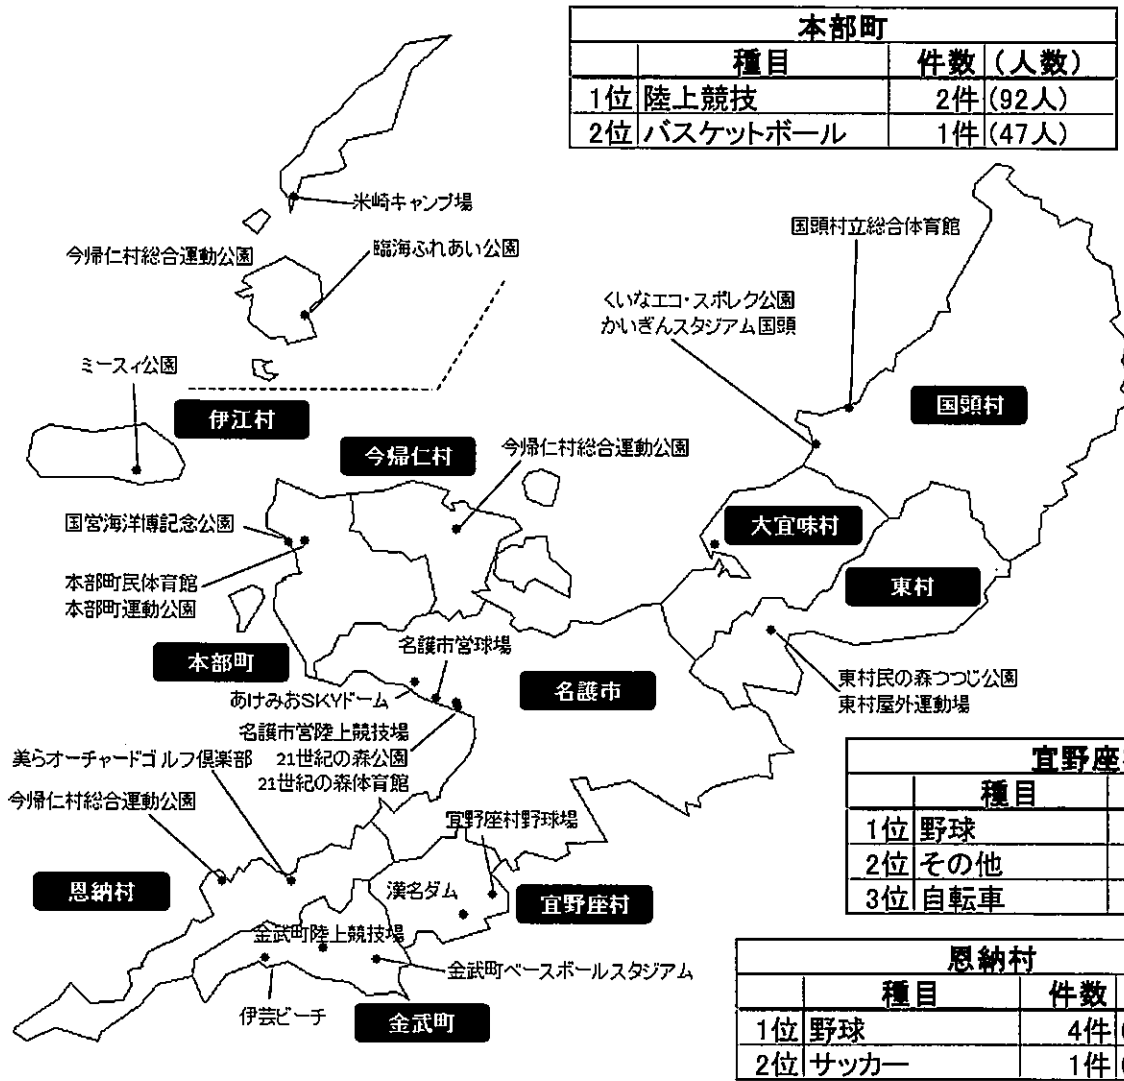 本部町
種目 件数 (人数)
1位 陸上競技 2件 (92人)
2位 バスケットボール 1件 (47人)
米崎キャンプ場
今帰仁村総合運動公園
臨海ふれあい公園
国頭村立総合体育館
くいなエコ・スポレク公園
かいぎんスタジアム国頭
ミースィ公園
伊江村
国頭村
今帰仁村
今帰仁村総合運動公園
国営海洋博記念公園
大宜味村
本部町民体育館
本部町運動公園
東村
本部町
名護市営球場
名護市
東村民の森つつじ公園
東村屋外運動場
あけみおSKYドーム
名護市営陸上競技場
21世紀の森公園
21世紀の森体育館
美らオーチャードゴルフ倶楽部
今帰仁村総合運動公園
宜野座
種目
1位 野球
2位 その他
3位 自転車
宜野座村野球場
恩納村
漢名ダム
宜野座村
金武町陸上競技場
金武町ベースボールスタジアム
伊芸ビーチ
金武町
恩納村
種目 件数
1位 野球 4件
2位 サッカー 1件